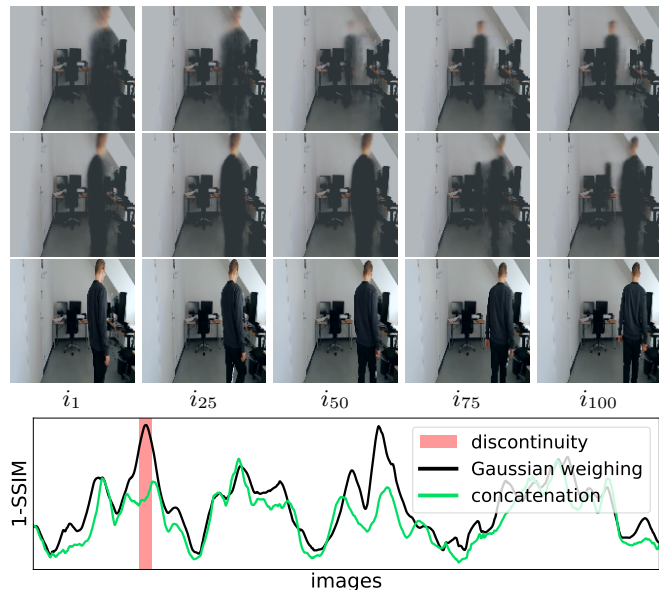 i1 i25 i50 i75 i100
discontinuity
Gaussian weighing
concatenation
1-SSIM
images